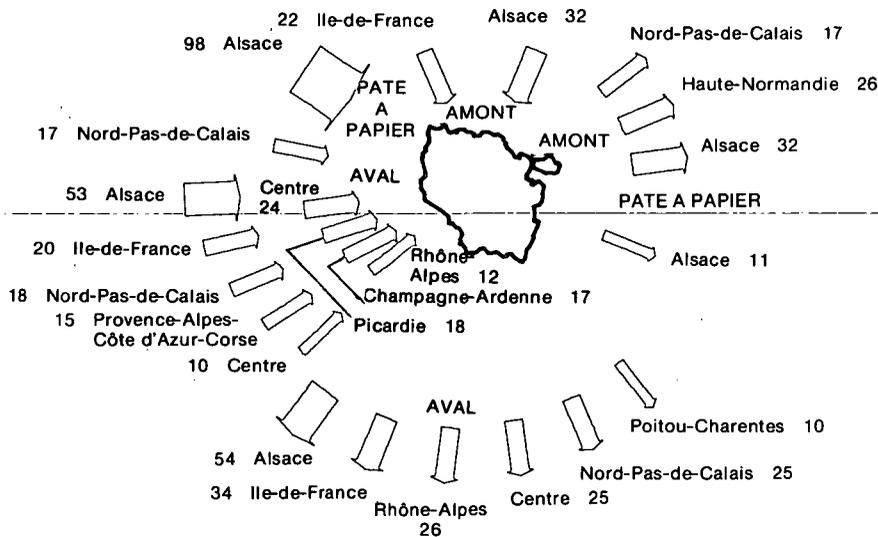 22 Ile-de-France
Alsace 32
98 Alsace
Nord-Pas-de-Calais 17
PATE
A
PAPIER
Haute-Normandie 26
AMONT
17 Nord-Pas-de-Calais
AMONT
Alsace 32
AVAL
53 Alsace
Centre
24
PATE A PAPIER
20 Ile-de-France
Rhône-
Alpes 12
Alsace 11
18 Nord-Pas-de-Calais
Champagne-Ardenne 17
15 Provence-Alpes-
Côte d'Azur-Corse
Picardie 18
10 Centre
AVAL
Poitou-Charentes 10
54 Alsace
Nord-Pas-de-Calais 25
34 Ile-de-France
Rhône-Alpes
26
Centre 25